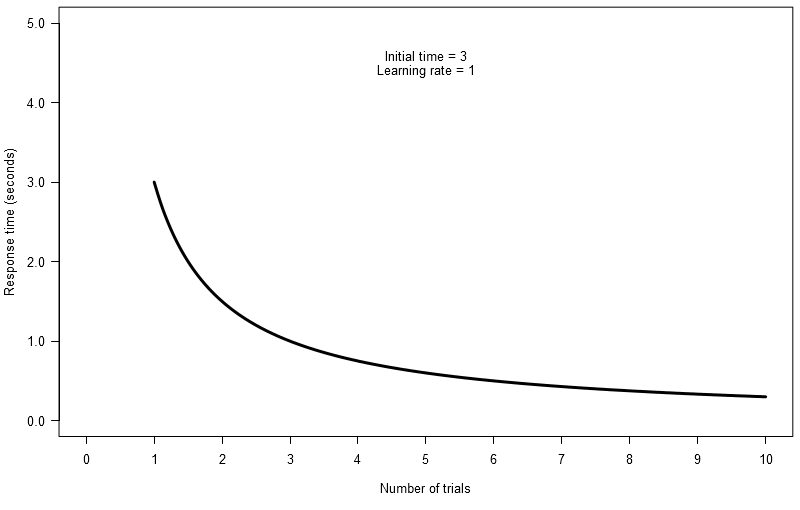 Initial time = 3
Learning rate = 1
Response time (seconds)
5.0
4.0
3.0
2.0
1.0
0.0
0 1 2 3 4 5 6 7 8 9 10
Number of trials